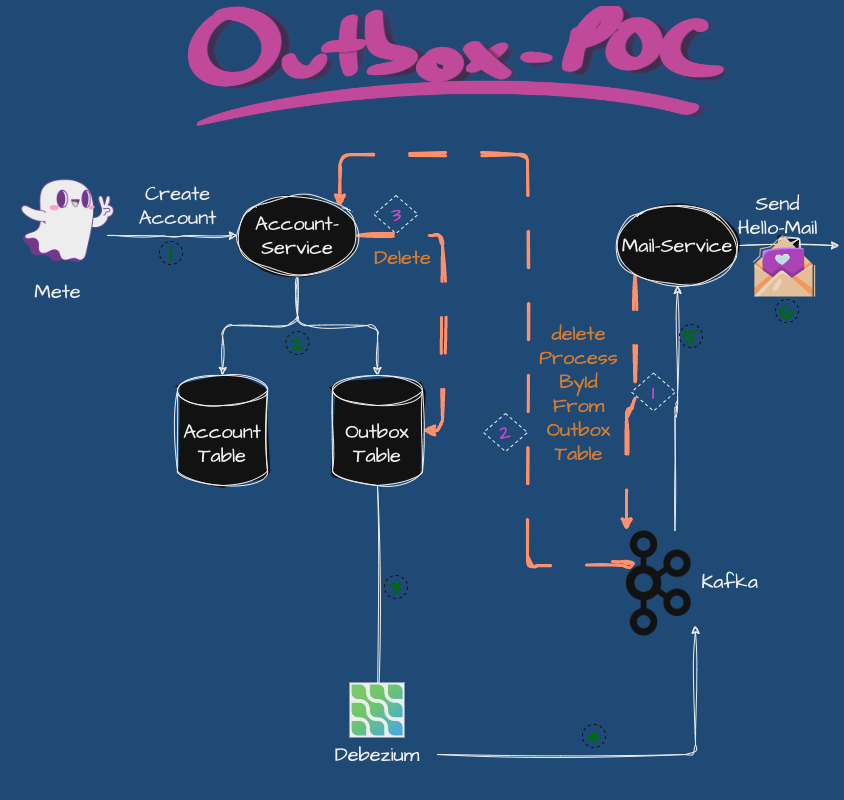 Outbox-POC
Create
Account
1
Mete
Account-
Service
3
Delete
2
Account
Table
Outbox
Table
delete
Process
ById
From
Outbox
Table
2
1
Mail-Service
Send
Hello-Mail
6
5
Kafka
3
Debezium
4